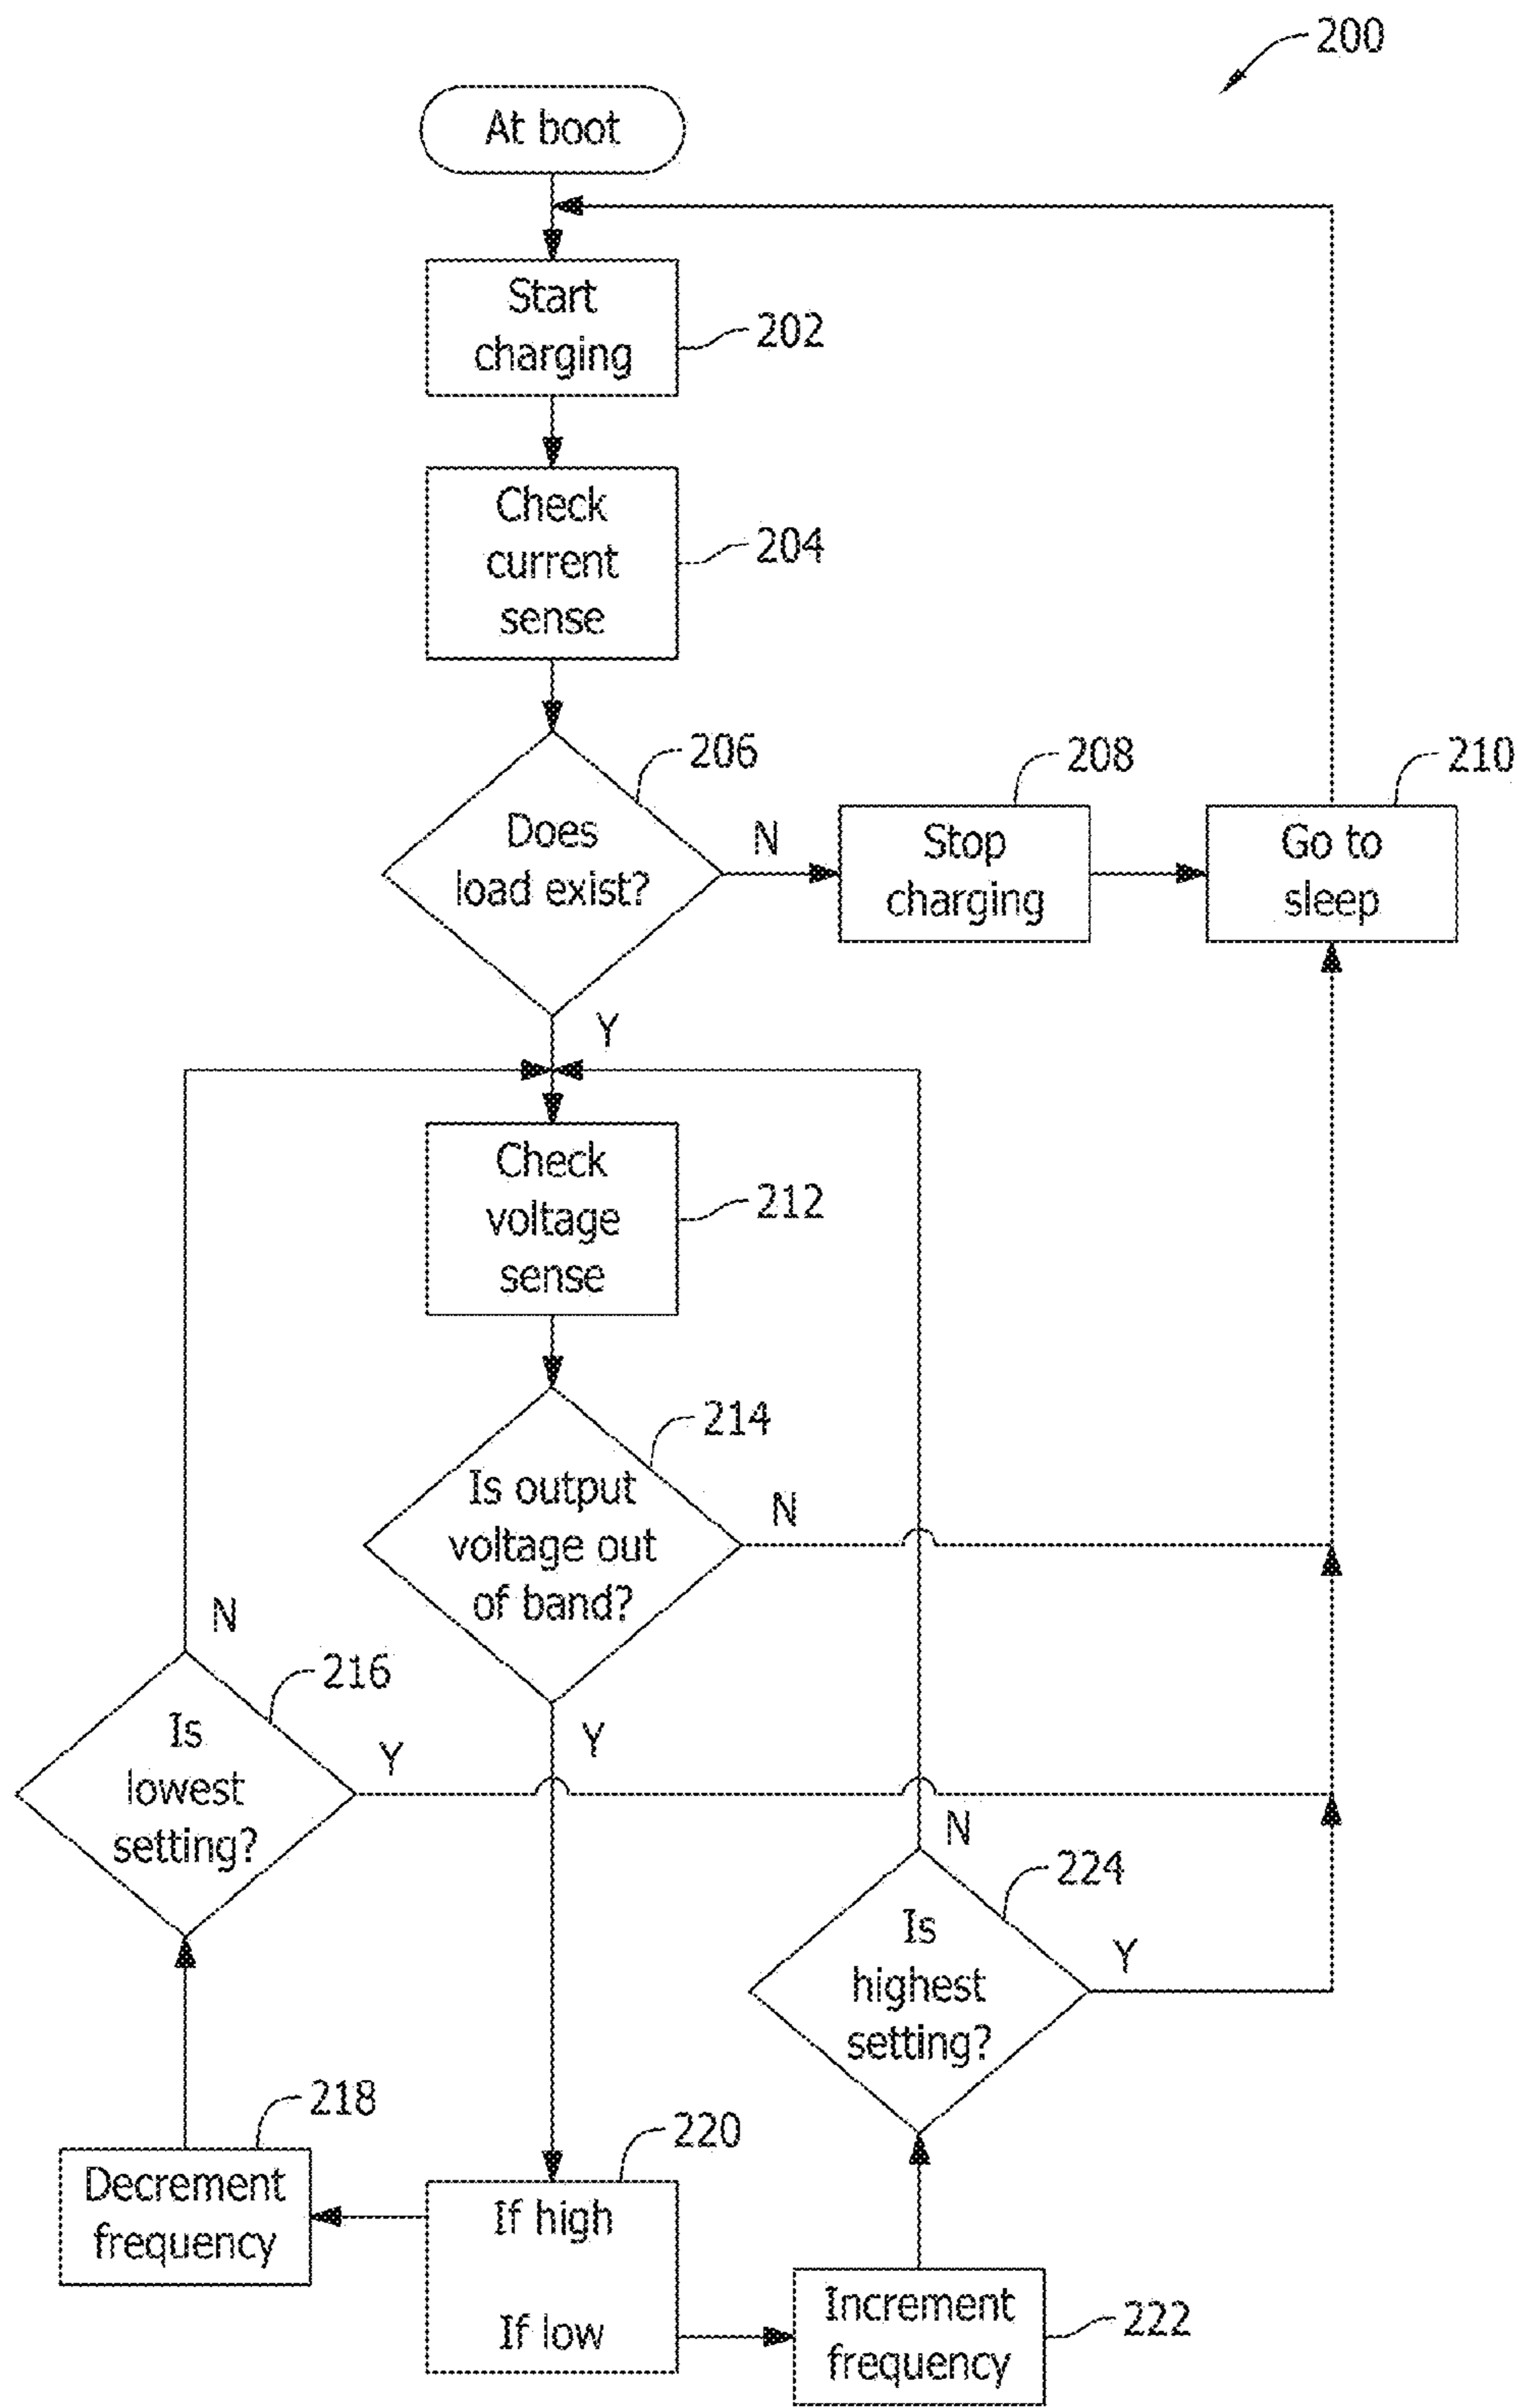 200
At boot
Start
charging
202
Check
current
sense
204
206
Does
load exist?
N
208
Stop
charging
210
Go to
sleep
Y
Check
voltage
sense
212
214
Is output
voltage out
of band?
N
N
216
Is
lowest
setting?
Y
Y
N
224
Is
highest
setting?
Y
218
Decrement
frequency
220
If high
If low
Increment
frequency
222